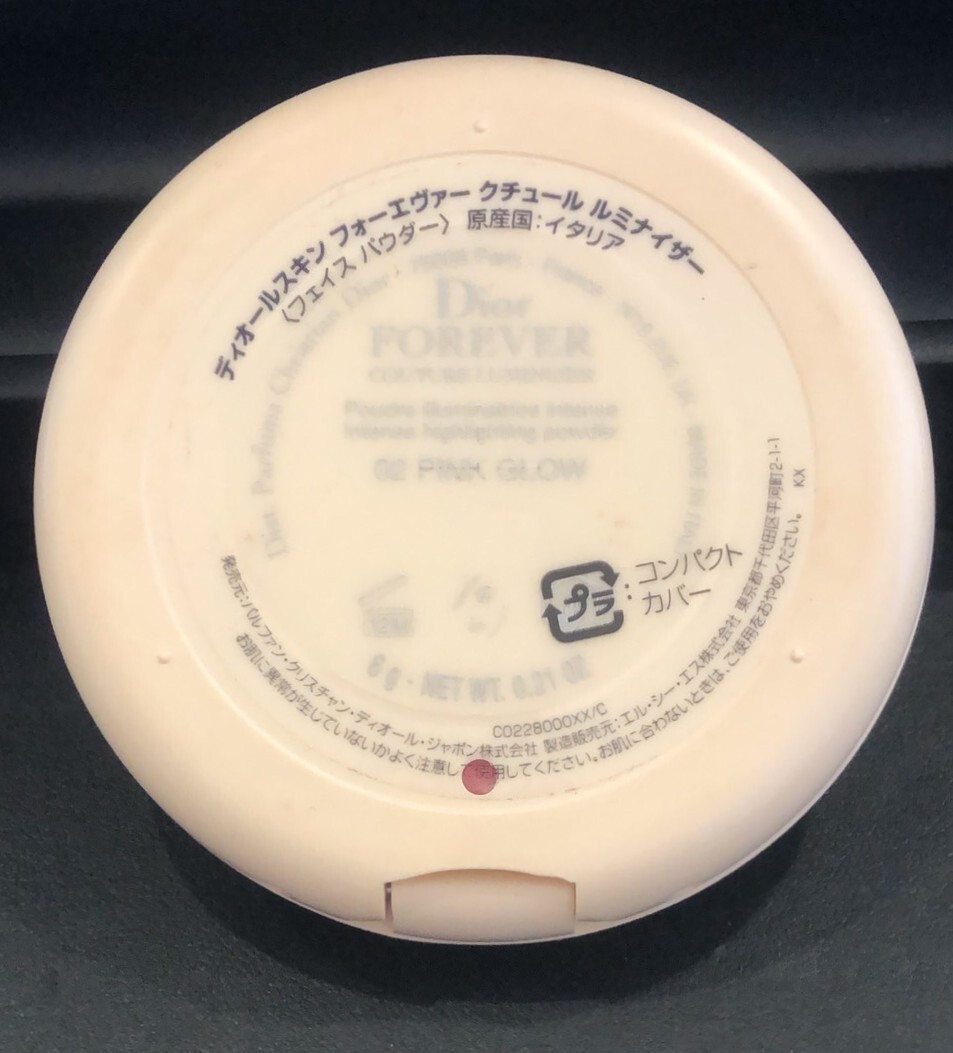 ディオールスキン フォーエヴァー クチュール ルミナイザー
〈フェイス パウダー〉 原産国：イタリア
Dior
FOREVER
COUTURE LUMINIZER
Poudre illuminatrice intense
Intense highlighting powder
02 PINK GLOW
プラ
：コンパクト
カバー
6 g - NET WT. 0.21 OZ
C0228000XX/C
発売元：パルファン・クリスチャン・ディオール・ジャポン株式会社 製造販売元：エル・シー・エス株式会社 東京都千代田区平河町2-1-1
お肌に異常が生じていないかよく注意して使用してください。お肌に合わないときは、ご使用をおやめください。 KX
Parfums Christian Dior